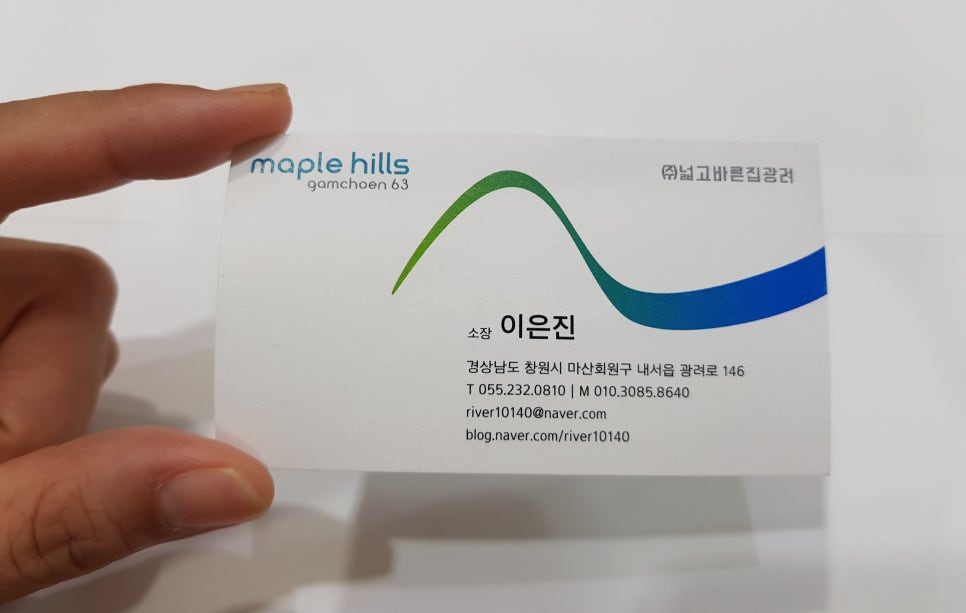 maple hills
gamchoen 63
㈜넓고바른집광려
소장 이은진
경상남도 창원시 마산회원구 내서읍 광려로 146
T 055.232.0810 | M 010.3085.8640
river10140@naver.com
blog.naver.com/river10140